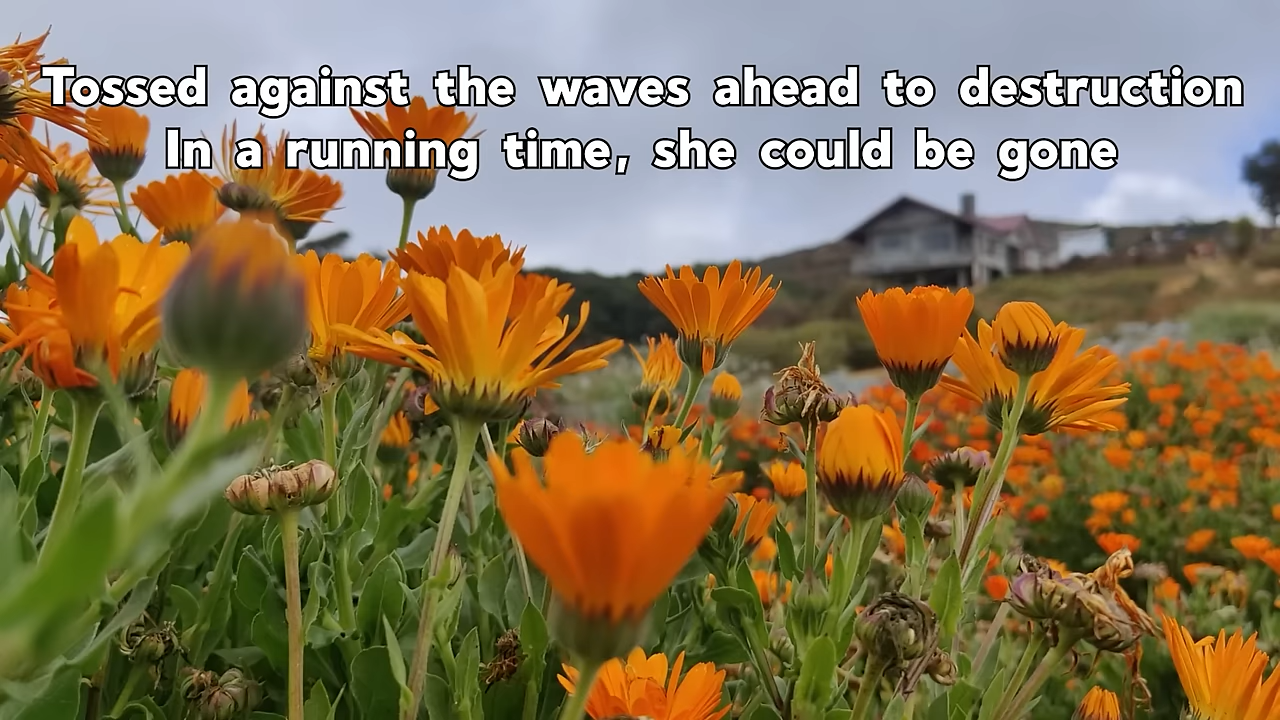 Tossed against the waves ahead to destruction
In a running time, she could be gone